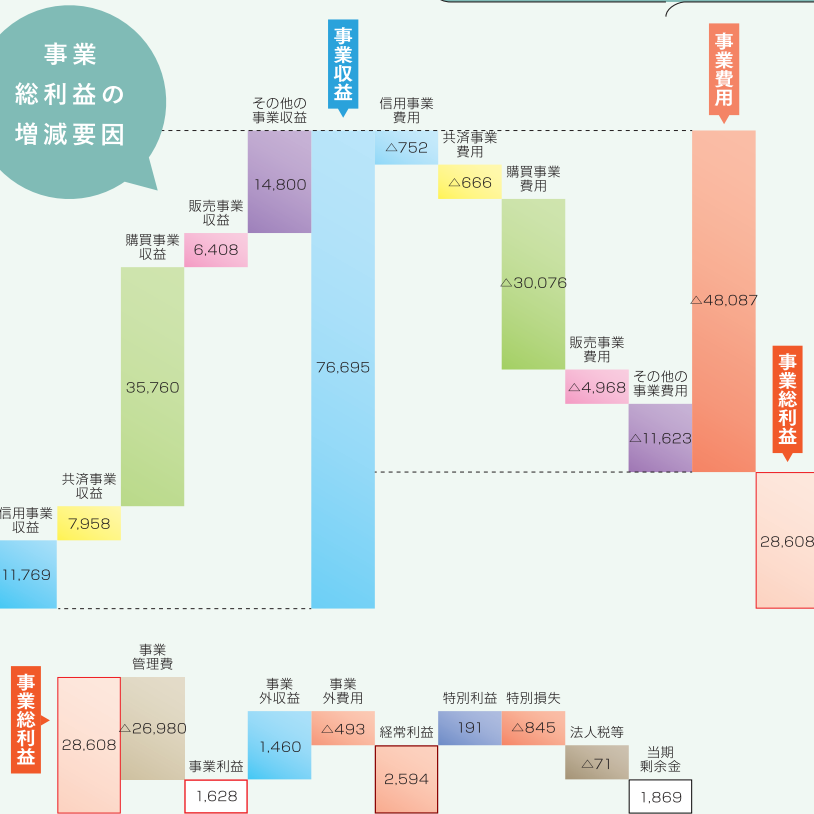 事業
総利益の
増減要因
事業収益
事業費用
その他の
事業収益
14,800
信用事業
費用
△752
共済事業
費用
△666
購買事業
費用
△30,076
販売事業
収益
6,408
購買事業
収益
35,760
76,695
△48,087
販売事業
費用
△4,968
その他の
事業費用
△11,623
事業総利益
28,608
共済事業
収益
7,958
信用事業
収益
11,769
事業総利益
28,608
事業
管理費
△26,980
事業利益
1,628
事業
外収益
1,460
事業
外費用
△493
経常利益
2,594
特別利益
191
特別損失
△845
法人税等
△71
当期
剰余金
1,869